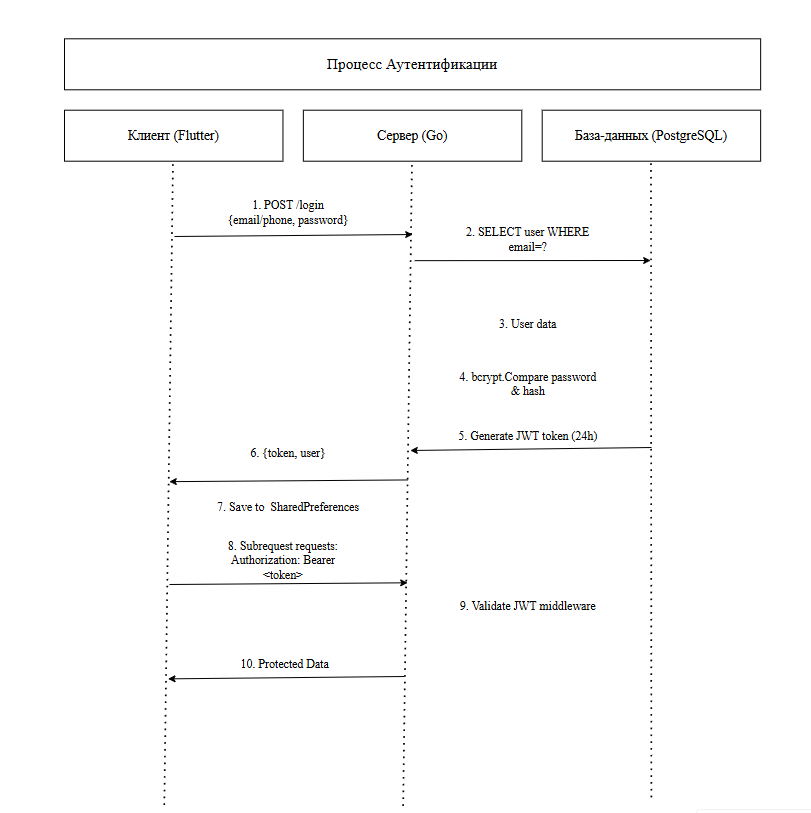 Процесс Аутентификации
Клиент (Flutter)
Сервер (Go)
База-данных (PostgreSQL)
1. POST /login
{email/phone, password}
2. SELECT user WHERE
email=?
3. User data
4. bcrypt.Compare password
& hash
5. Generate JWT token (24h)
6. {token, user}
7. Save to SharedPreferences
8. Subrequest requests:
Authorization: Bearer
<token>
9. Validate JWT middleware
10. Protected Data